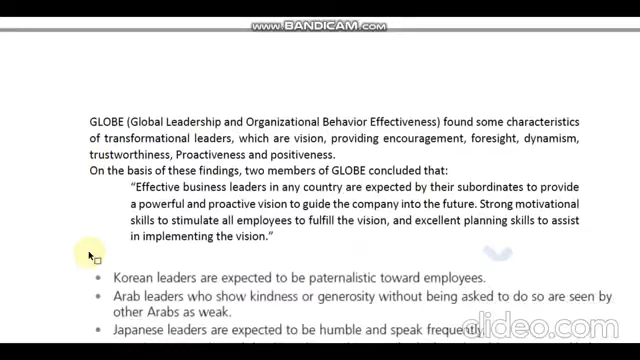 www.BANDICAM.com
GLOBE (Global Leadership and Organizational Behavior Effectiveness) found some characteristics
of transformational leaders, which are vision, providing encouragement, foresight, dynamism,
trustworthiness, Proactiveness and positiveness.
On the basis of these findings, two members of GLOBE concluded that:
“Effective business leaders in any country are expected by their subordinates to provide
a powerful and proactive vision to guide the company into the future. Strong motivational
skills to stimulate all employees to fulfill the vision, and excellent planning skills to assist
in implementing the vision.”
• Korean leaders are expected to be paternalistic toward employees.
• Arab leaders who show kindness or generosity without being asked to do so are seen by
other Arabs as weak.
• Japanese leaders are expected to be humble and speak frequently.
clideo.com